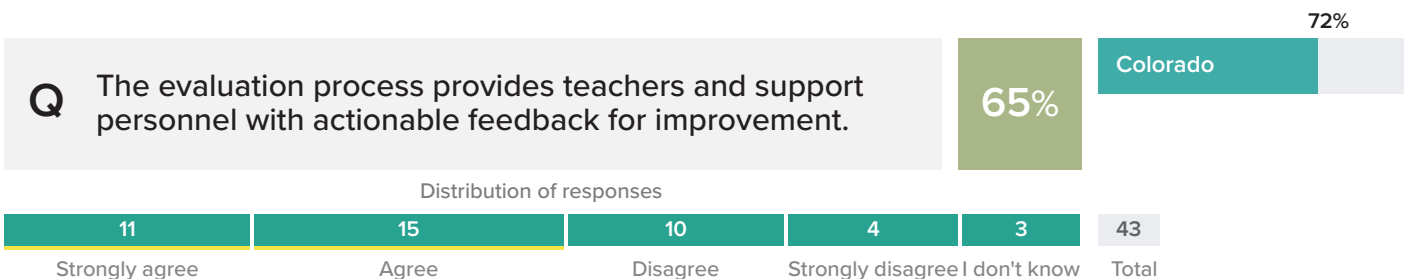 72%
Q
The evaluation process provides teachers and support
personnel with actionable feedback for improvement.
65%
Colorado
Distribution of responses
11 15 10 4 3 43
Strongly agree Agree Disagree Strongly disagree I don't know Total